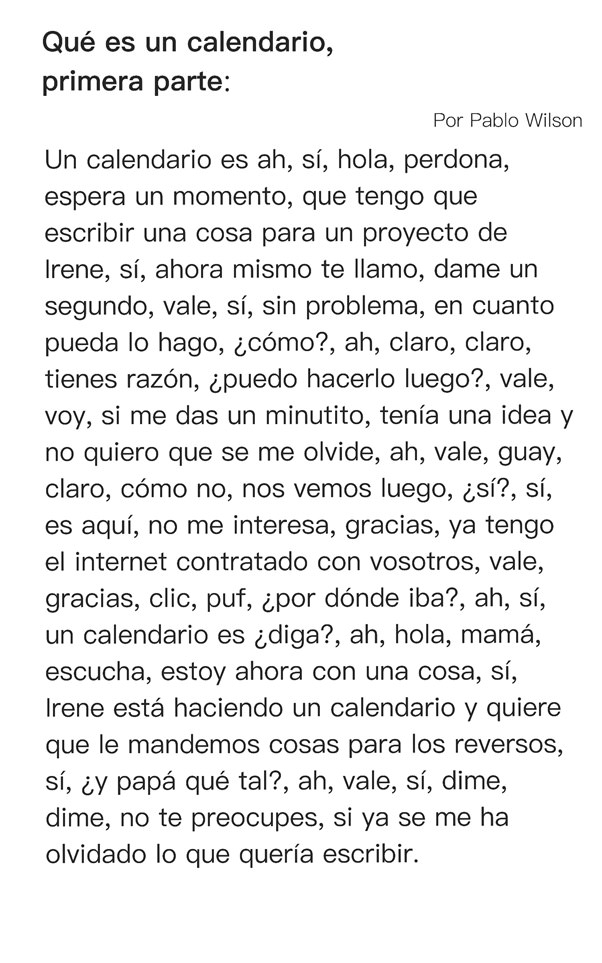 Qué es un calendario,
primera parte:
Por Pablo Wilson
Un calendario es ah, sí, hola, perdona,
espera un momento, que tengo que
escribir una cosa para un proyecto de
Irene, sí, ahora mismo te llamo, dame un
segundo, vale, sí, sin problema, en cuanto
pueda lo hago, ¿cómo?, ah, claro, claro,
tienes razón, ¿puedo hacerlo luego?, vale,
voy, si me das un minutito, tenía una idea y
no quiero que se me olvide, ah, vale, guay,
claro, cómo no, nos vemos luego, ¿sí?, sí,
es aquí, no me interesa, gracias, ya tengo
el internet contratado con vosotros, vale,
gracias, clic, puf, ¿por dónde iba?, ah, sí,
un calendario es ¿diga?, ah, hola, mamá,
escucha, estoy ahora con una cosa, sí,
Irene está haciendo un calendario y quiere
que le mandemos cosas para los reversos,
sí, ¿y papá qué tal?, ah, vale, sí, dime,
dime, no te preocupes, si ya se me ha
olvidado lo que quería escribir.